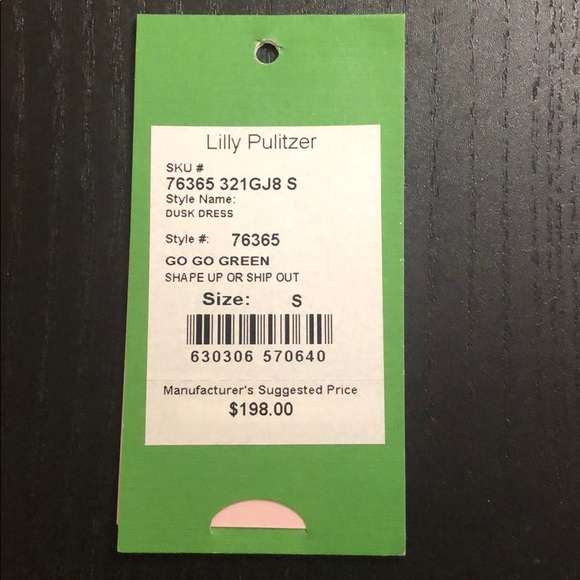 Lilly Pulitzer
SKU #
76365 321GJ8 S
Style Name:
DUSK DRESS
Style #: 76365
GO GO GREEN
SHAPE UP OR SHIP OUT
Size: S
630306 570640
Manufacturer's Suggested Price
$198.00